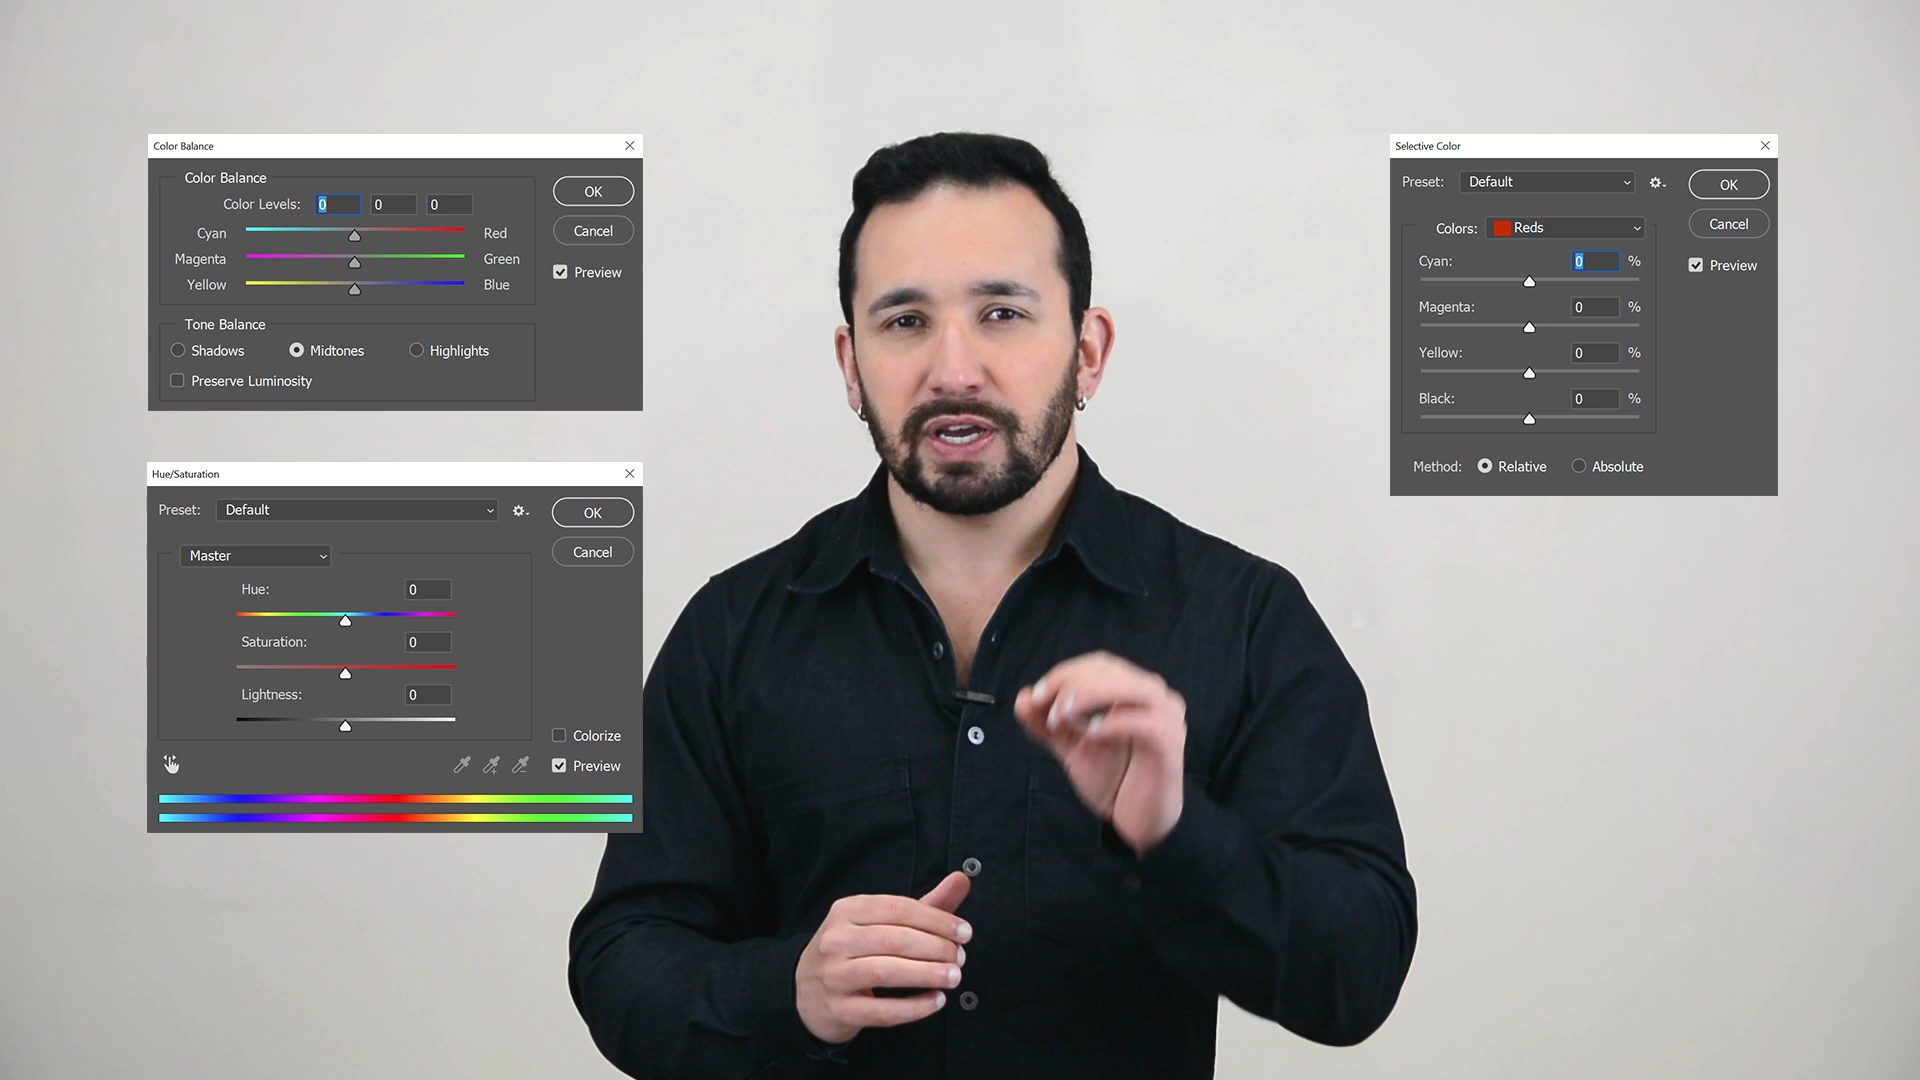 Color Balance
Color Balance
Color Levels: 0 0 0
Cyan Red
Magenta Green
Yellow Blue
Tone Balance
Shadows Midtones Highlights
Preserve Luminosity
OK
Cancel
Preview
Hue/Saturation
Preset: Default
Master
Hue: 0
Saturation: 0
Lightness: 0
OK
Cancel
Colorize
Preview
Selective Color
Preset: Default
Colors: Reds
Cyan: 0 %
Magenta: 0 %
Yellow: 0 %
Black: 0 %
Method: Relative Absolute
OK
Cancel
Preview